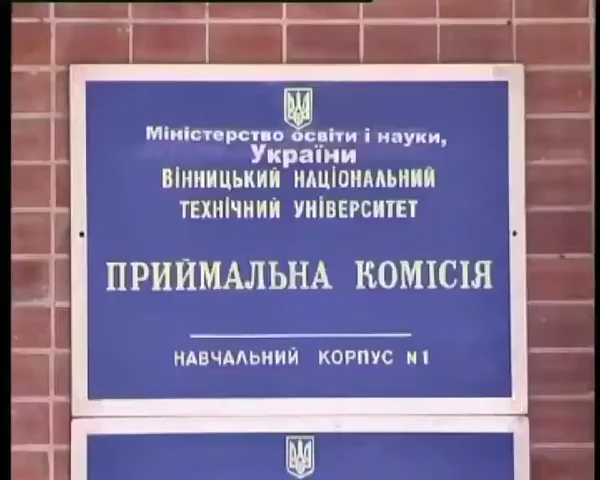 Міністерство освіти і науки,
України
ВІННИЦЬКИЙ НАЦІОНАЛЬНИЙ
ТЕХНІЧНИЙ УНІВЕРСИТЕТ
ПРИЙМАЛЬНА КОМІСІЯ
НАВЧАЛЬНИЙ КОРПУС N1